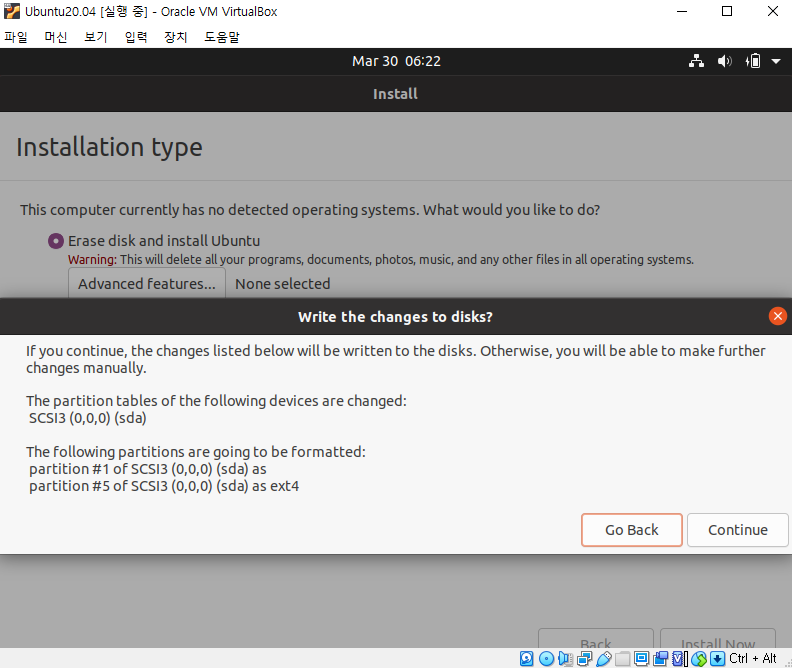 Ubuntu20.04 [실행 중] - Oracle VM VirtualBox
파일 머신 보기 입력 장치 도움말
Mar 30 06:22
Install
Installation type
This computer currently has no detected operating systems. What would you like to do?
Erase disk and install Ubuntu
Warning: This will delete all your programs, documents, photos, music, and any other files in all operating systems.
Advanced features... None selected
Write the changes to disks?
If you continue, the changes listed below will be written to the disks. Otherwise, you will be able to make further
changes manually.
The partition tables of the following devices are changed:
SCSI3 (0,0,0) (sda)
The following partitions are going to be formatted:
partition #1 of SCSI3 (0,0,0) (sda) as
partition #5 of SCSI3 (0,0,0) (sda) as ext4
Go Back Continue
Back Install Now
Ctrl + Alt